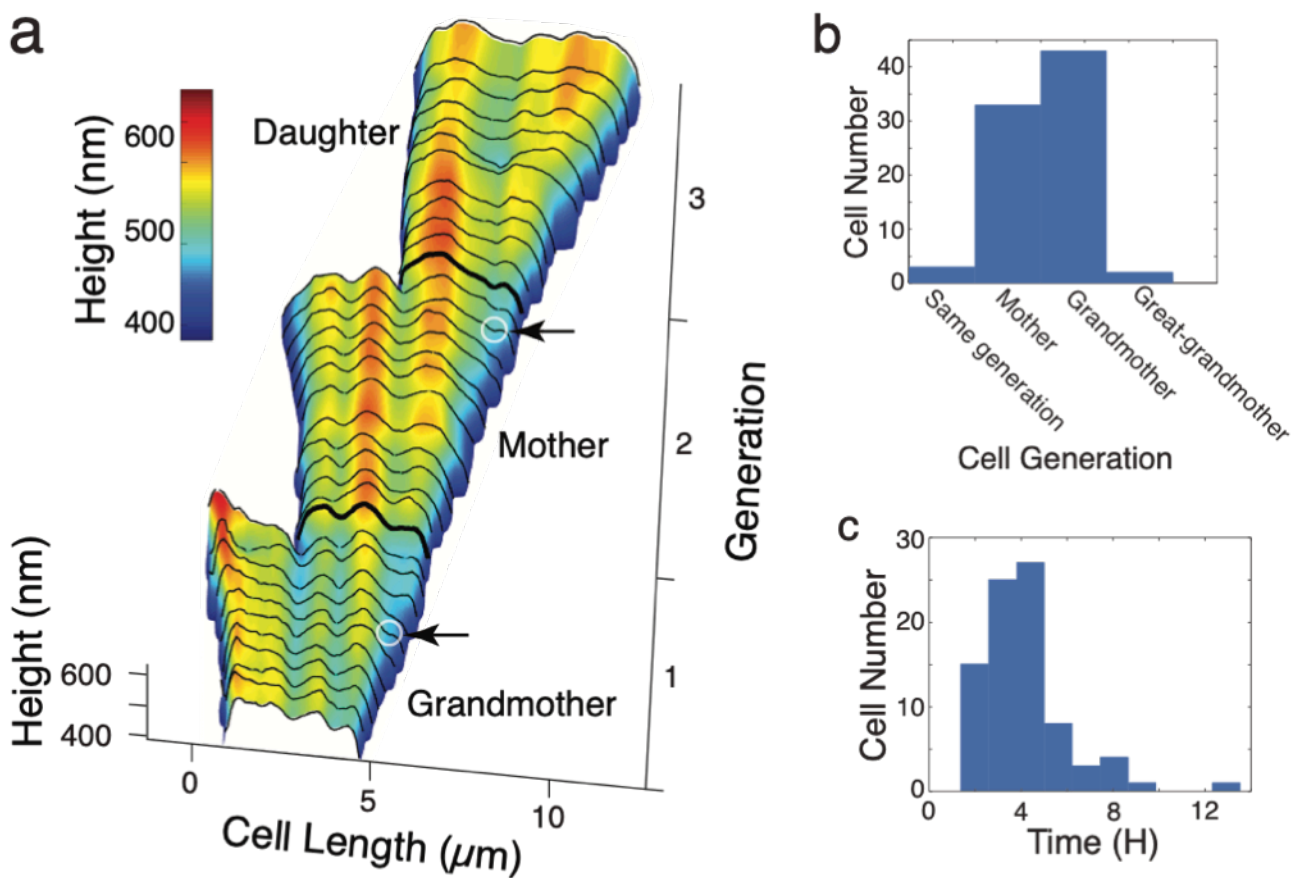 a
Height (nm)
600
500
400
Daughter
Mother
Grandmother
3
2
1
Generation
Height (nm)
600
400
0
5
10
Cell Length (µm)
b
Cell Number
40
30
20
10
0
Same generation
Mother
Grandmother
Great-grandmother
Cell Generation
c
Cell Number
30
20
10
0
0
4
8
12
Time (H)